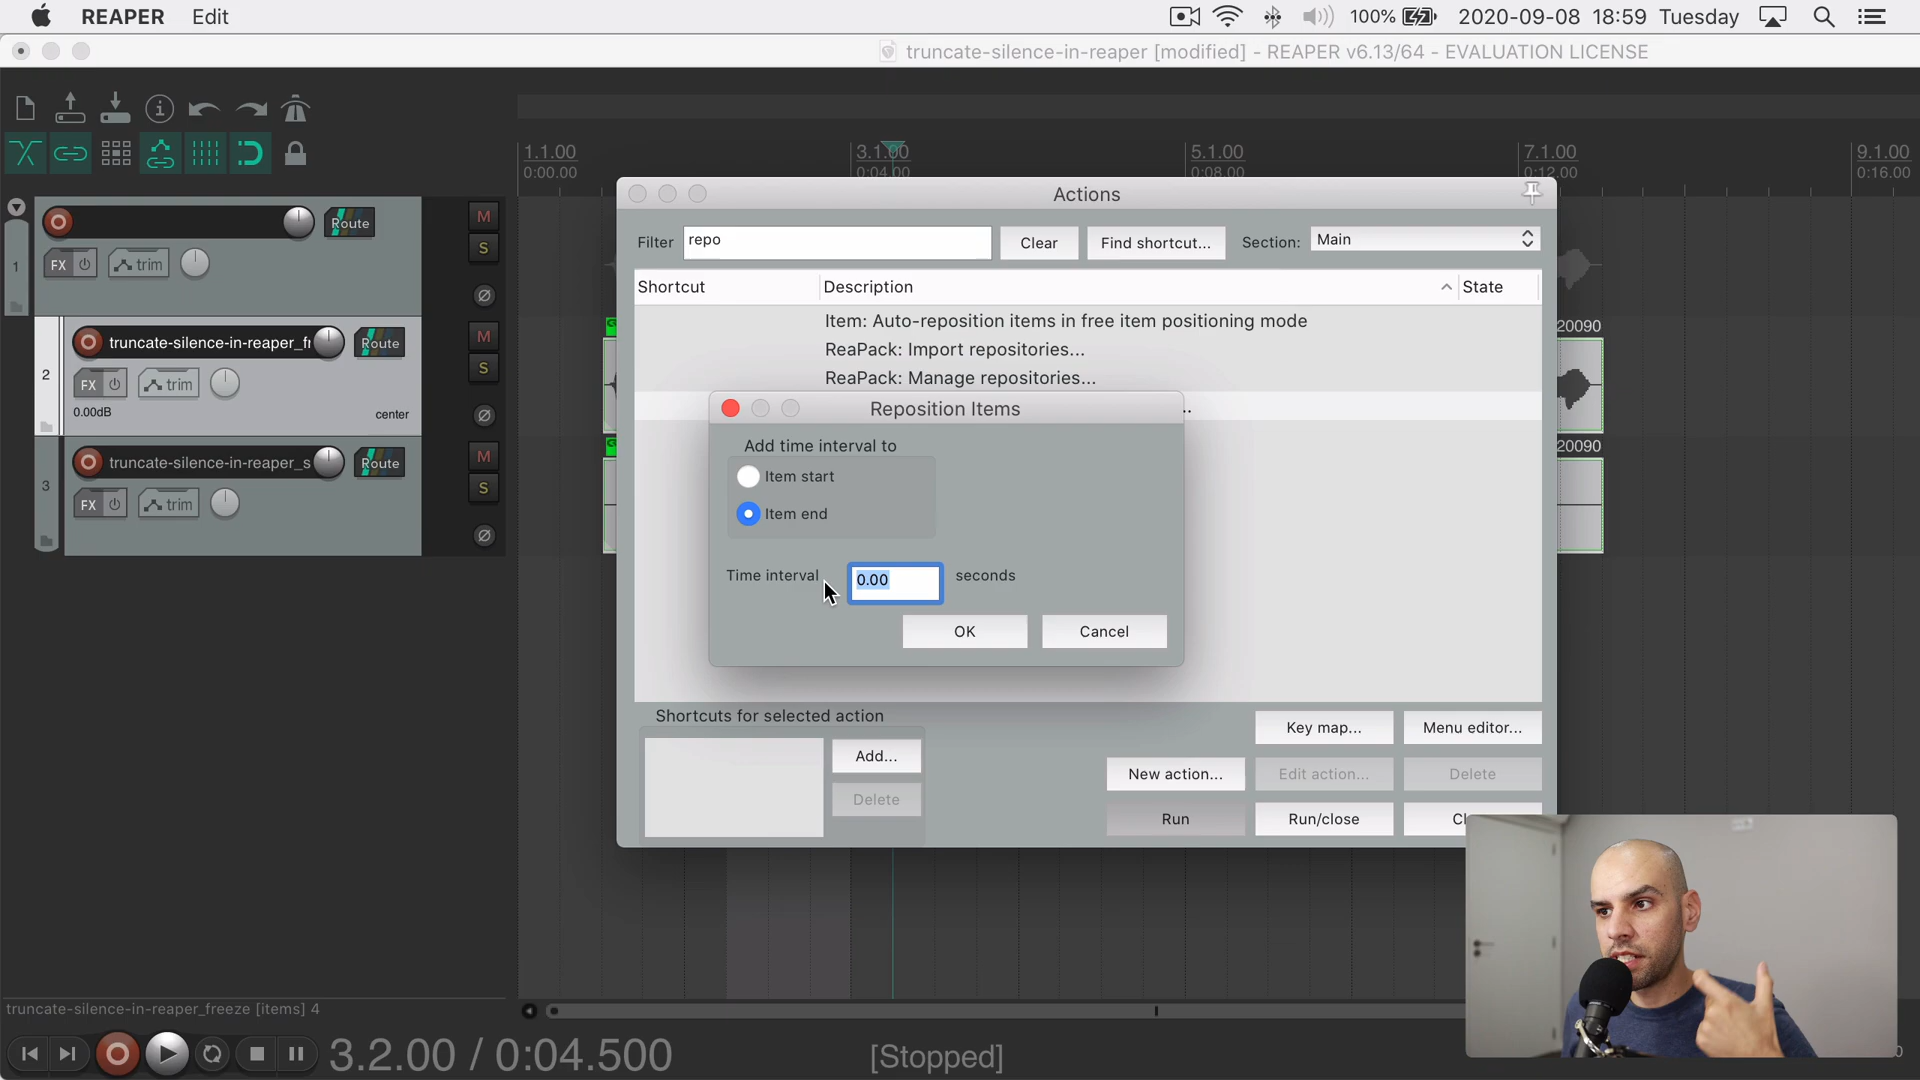 REAPER Edit 100% 2020-09-08 18:59 Tuesday
truncate-silence-in-reaper [modified] - REAPER v6.13/64 - EVALUATION LICENSE
1.1.00 3.1.00 5.1.00 7.1.00 9.1.00
0:00.00 0:04.00 0:08.00 0:12.00 0:16.00
Actions
Filter repo Clear Find shortcut... Section: Main
Shortcut Description State
Item: Auto-reposition items in free item positioning mode
ReaPack: Import repositories...
ReaPack: Manage repositories...
Reposition Items
Add time interval to
Item start
Item end
Time interval 0.00 seconds
OK Cancel
Shortcuts for selected action
Add...
Delete
Key map... Menu editor...
New action... Edit action... Delete
Run Run/close Cl
1
Route
M
S
FX trim
2
truncate-silence-in-reaper_fr
Route
M
S
FX trim
0.00dB center
3
truncate-silence-in-reaper_s
Route
M
S
FX trim
20090
20090
truncate-silence-in-reaper_freeze [items] 4
3.2.00 / 0:04.500 [Stopped]